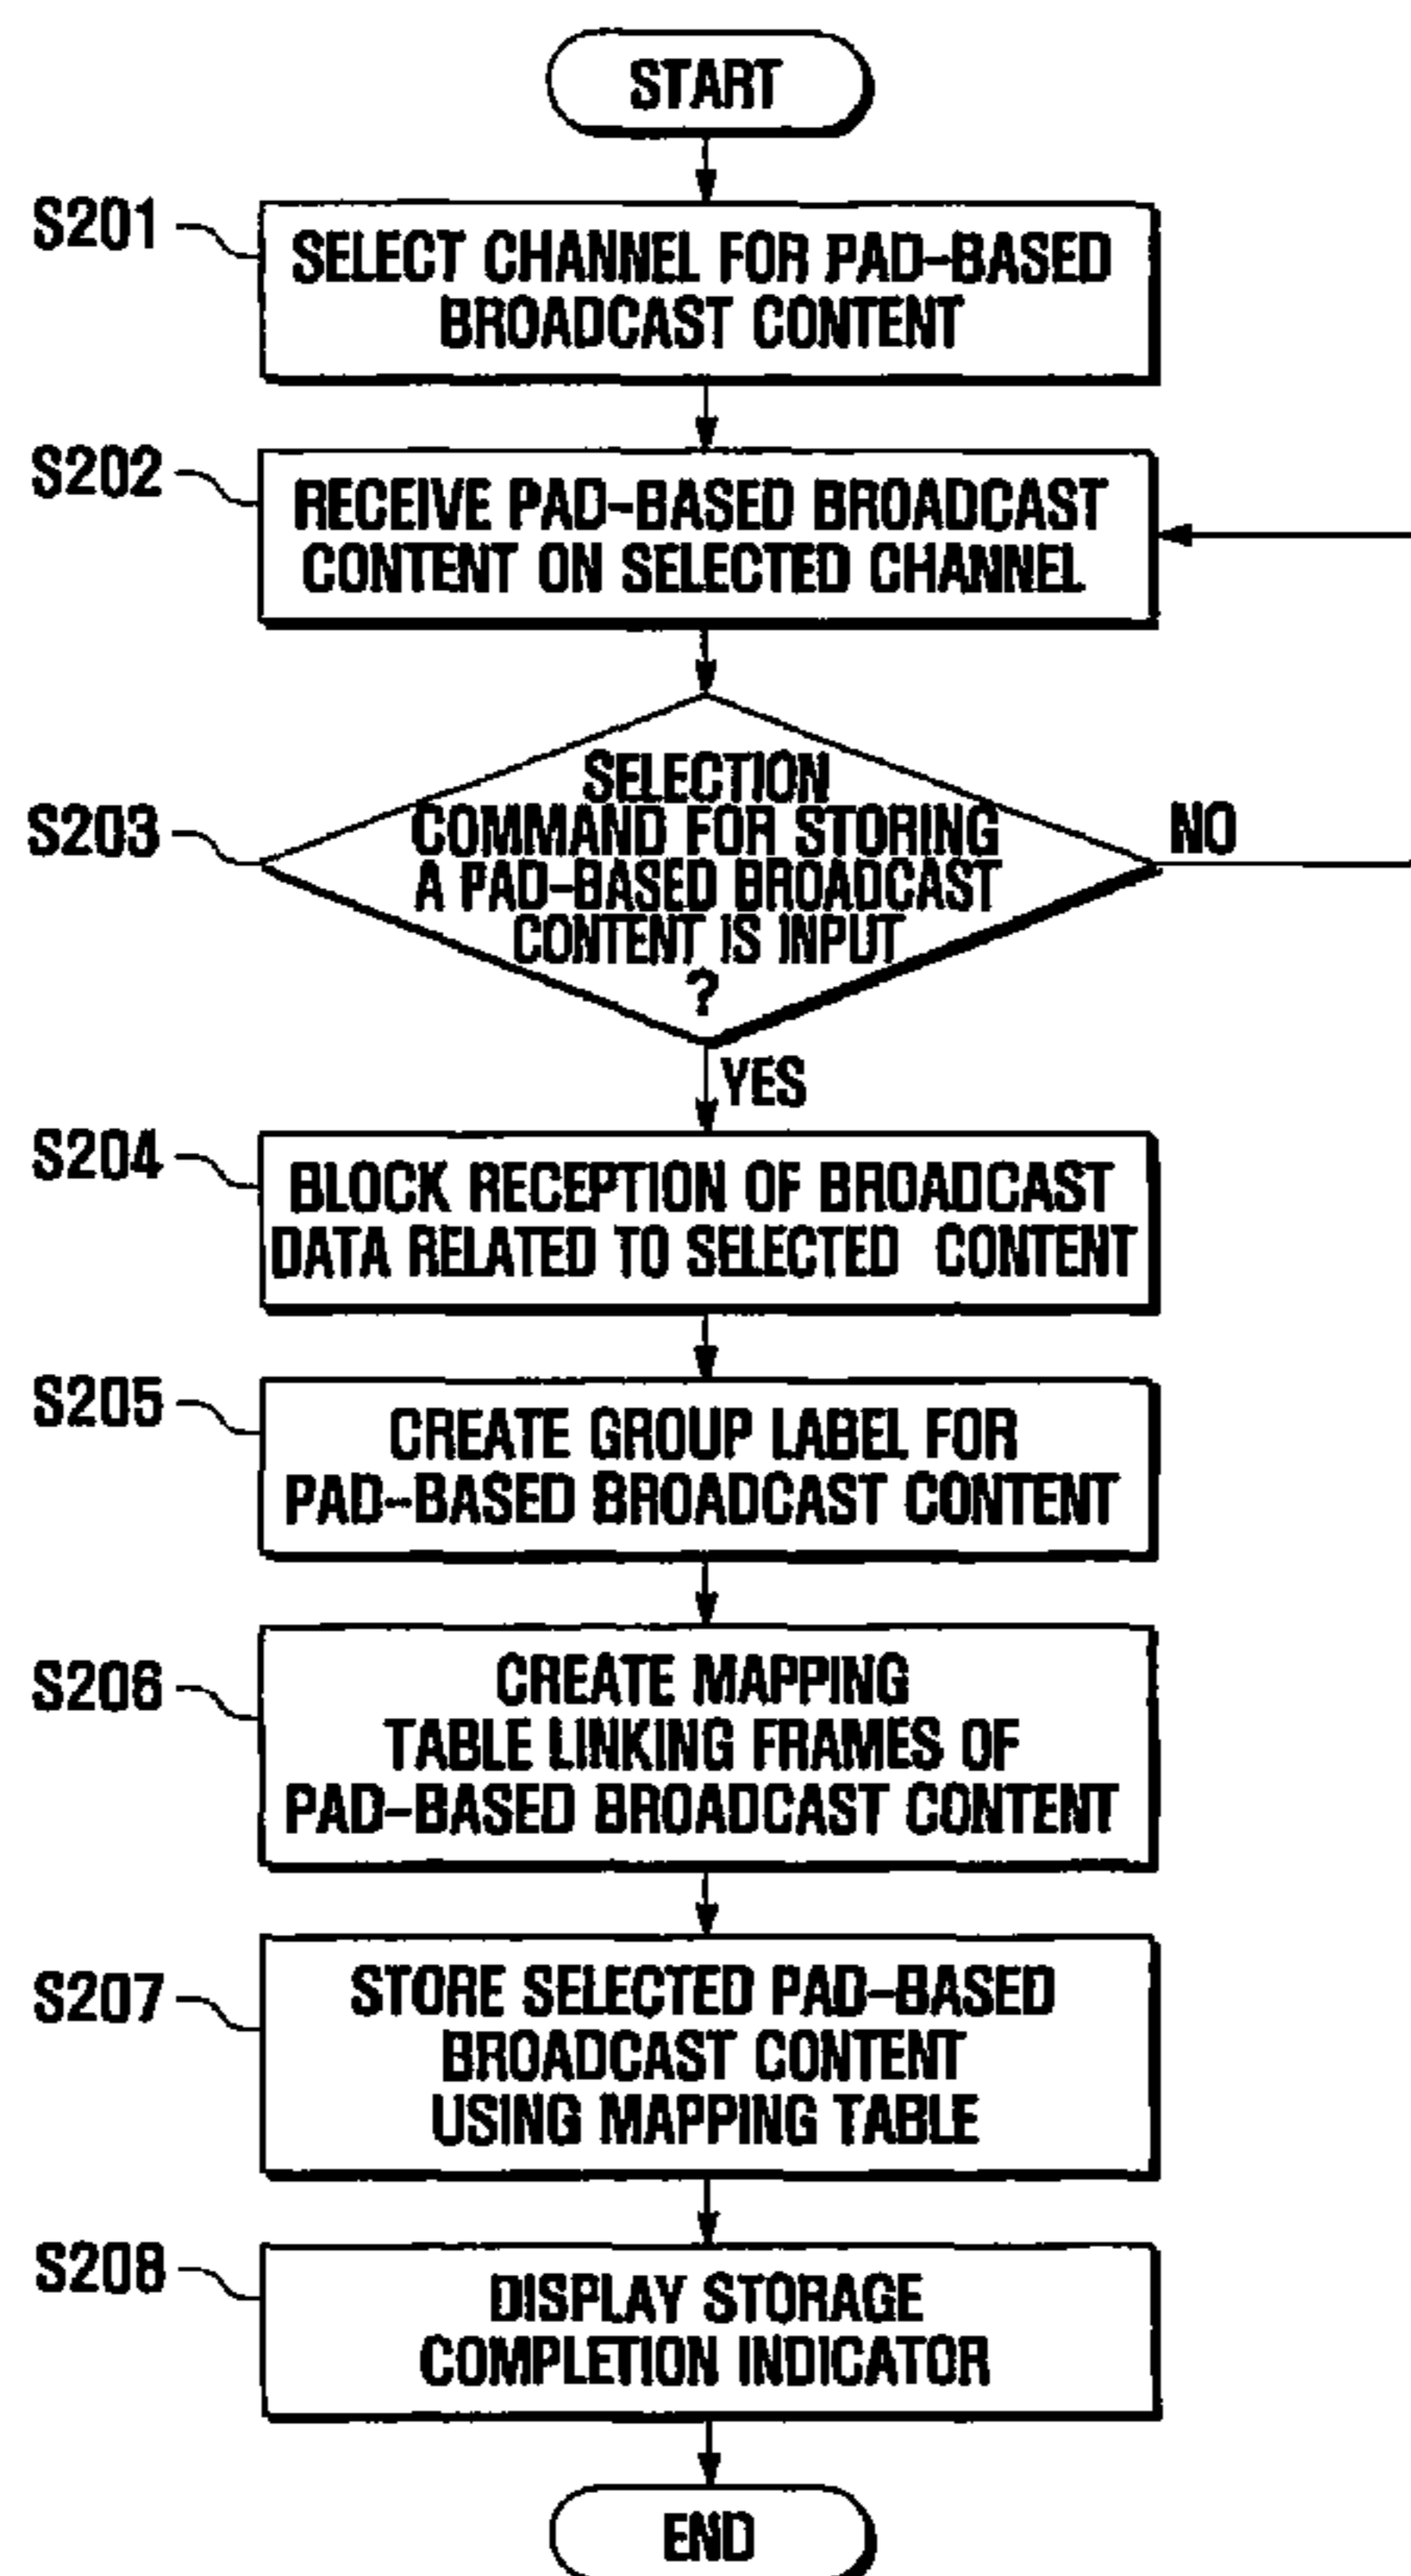 START
S201
SELECT CHANNEL FOR PAD-BASED
BROADCAST CONTENT
S202
RECEIVE PAD-BASED BROADCAST
CONTENT ON SELECTED CHANNEL
S203
SELECTION
COMMAND FOR STORING
A PAD-BASED BROADCAST
CONTENT IS INPUT
?
NO
YES
S204
BLOCK RECEPTION OF BROADCAST
DATA RELATED TO SELECTED CONTENT
S205
CREATE GROUP LABEL FOR
PAD-BASED BROADCAST CONTENT
S206
CREATE MAPPING
TABLE LINKING FRAMES OF
PAD-BASED BROADCAST CONTENT
S207
STORE SELECTED PAD-BASED
BROADCAST CONTENT
USING MAPPING TABLE
S208
DISPLAY STORAGE
COMPLETION INDICATOR
END